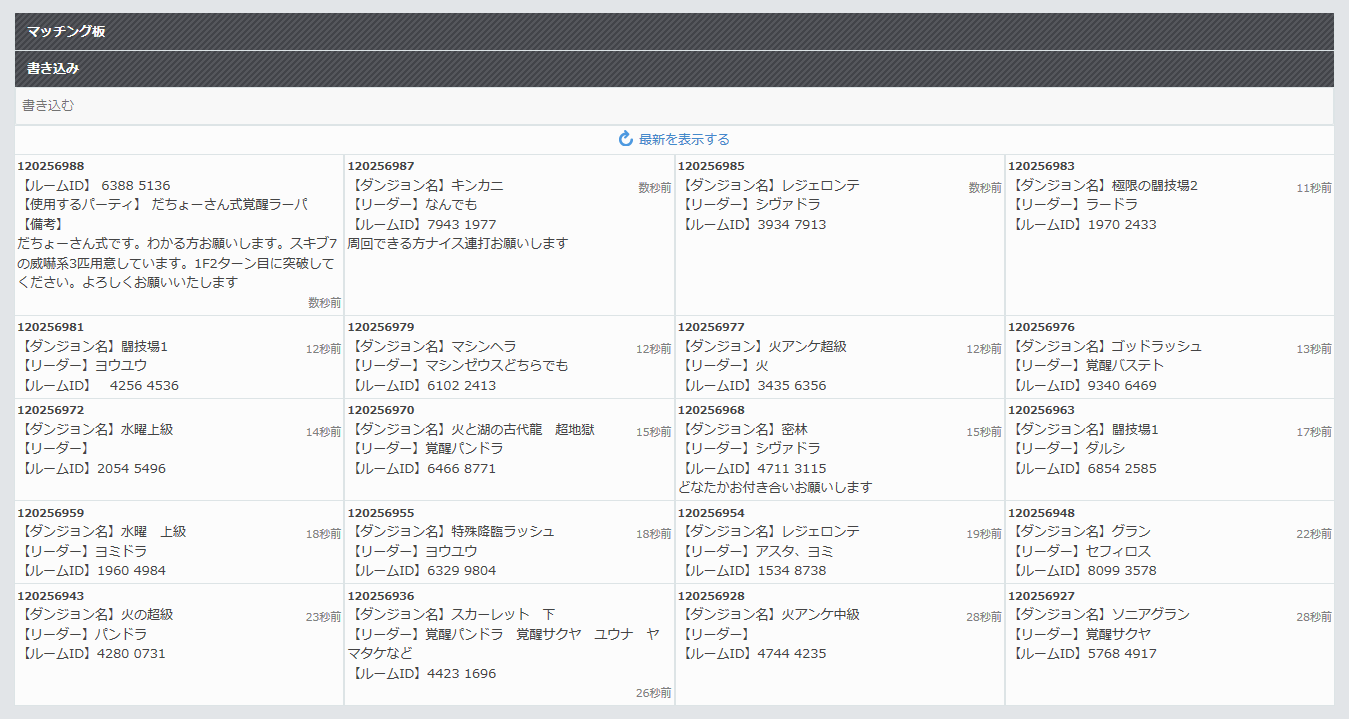 マッチング板
書き込み
書き込む
最新を表示する
120256988
【ルームID】 6388 5136
【使用するパーティ】 だちょーさん式覚醒ラーパ
【備考】
だちょーさん式です。わかる方お願いします。スキブ7
の威嚇系3匹用意しています。1F2ターン目に突破して
ください。よろしくお願いいたします
数秒前
120256987
【ダンジョン名】キンカニ
数秒前
【リーダー】なんでも
【ルームID】7943 1977
周回できる方ナイス連打お願いします
120256985
【ダンジョン名】レジェロンテ
数秒前
【リーダー】シヴァドラ
【ルームID】3934 7913
120256983
【ダンジョン名】極限の闘技場2
11秒前
【リーダー】ラードラ
【ルームID】1970 2433
120256981
【ダンジョン名】闘技場1
12秒前
【リーダー】ヨウユウ
【ルームID】　4256 4536
120256979
【ダンジョン名】マシンヘラ
12秒前
【リーダー】マシンゼウスどちらでも
【ルームID】6102 2413
120256977
【ダンジョン】火アンケ超級
12秒前
【リーダー】火
【ルームID】3435 6356
120256976
【ダンジョン名】ゴッドラッシュ
13秒前
【リーダー】覚醒バステト
【ルームID】9340 6469
120256972
【ダンジョン名】水曜上級
14秒前
【リーダー】
【ルームID】2054 5496
120256970
【ダンジョン名】火と湖の古代龍　超地獄
15秒前
【リーダー】覚醒パンドラ
【ルームID】6466 8771
120256968
【ダンジョン名】密林
15秒前
【リーダー】シヴァドラ
【ルームID】4711 3115
どなたかお付き合いお願いします
120256963
【ダンジョン名】闘技場1
17秒前
【リーダー】ダルシ
【ルームID】6854 2585
120256959
【ダンジョン名】水曜　上級
18秒前
【リーダー】ヨミドラ
【ルームID】1960 4984
120256955
【ダンジョン名】特殊降臨ラッシュ
18秒前
【リーダー】ヨウユウ
【ルームID】6329 9804
120256954
【ダンジョン名】レジェロンテ
19秒前
【リーダー】アスタ、ヨミ
【ルームID】1534 8738
120256948
【ダンジョン名】グラン
22秒前
【リーダー】セフィロス
【ルームID】8099 3578
120256943
【ダンジョン名】火の超級
23秒前
【リーダー】パンドラ
【ルームID】4280 0731
120256936
【ダンジョン名】スカーレット　下
【リーダー】覚醒パンドラ　覚醒サクヤ　ユウナ　ヤ
マタケなど
【ルームID】4423 1696
26秒前
120256928
【ダンジョン名】火アンケ中級
28秒前
【リーダー】
【ルームID】4744 4235
120256927
【ダンジョン名】ソニアグラン
28秒前
【リーダー】覚醒サクヤ
【ルームID】5768 4917